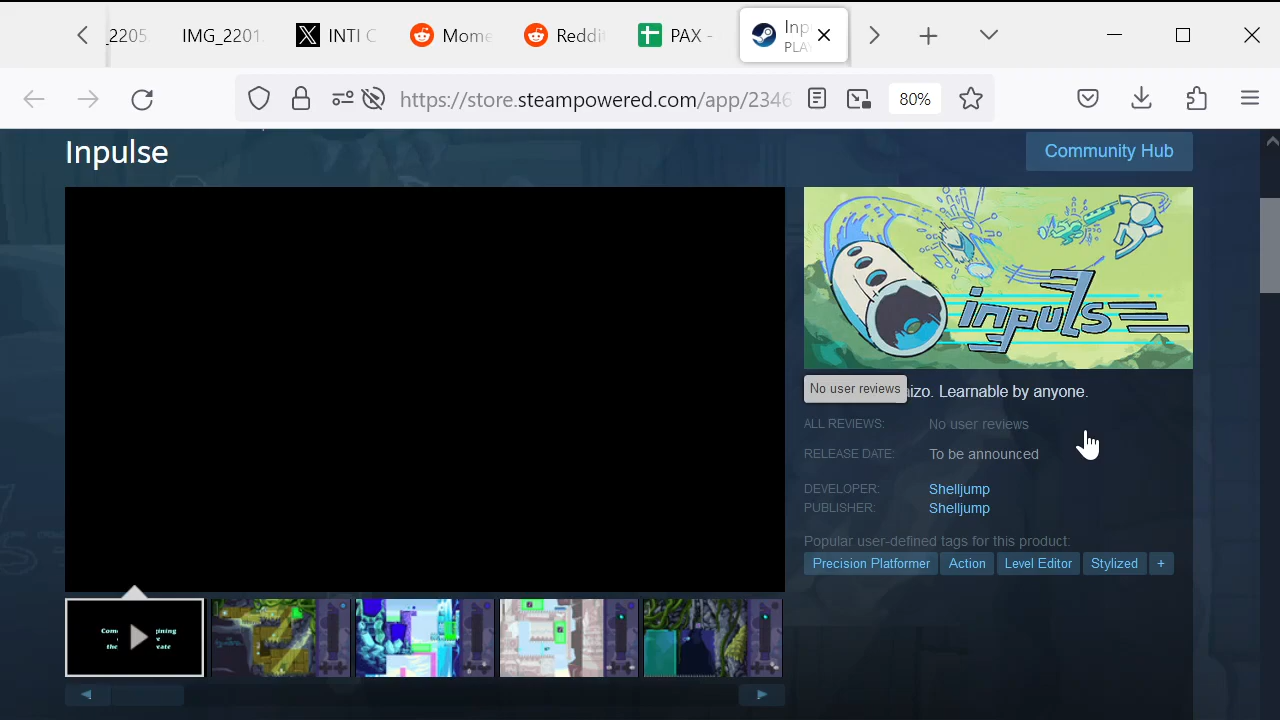 _2205
IMG_2201.
INTI C
Mome
Reddi
PAX -
Inp
PLA
https://store.steampowered.com/app/2346
80%
Inpulse
Community Hub
inpuls
No user reviews
izo. Learnable by anyone.
ALL REVIEWS:
No user reviews
RELEASE DATE:
To be announced
DEVELOPER:
Shelljump
PUBLISHER:
Shelljump
Popular user-defined tags for this product:
Precision Platformer
Action
Level Editor
Stylized
+